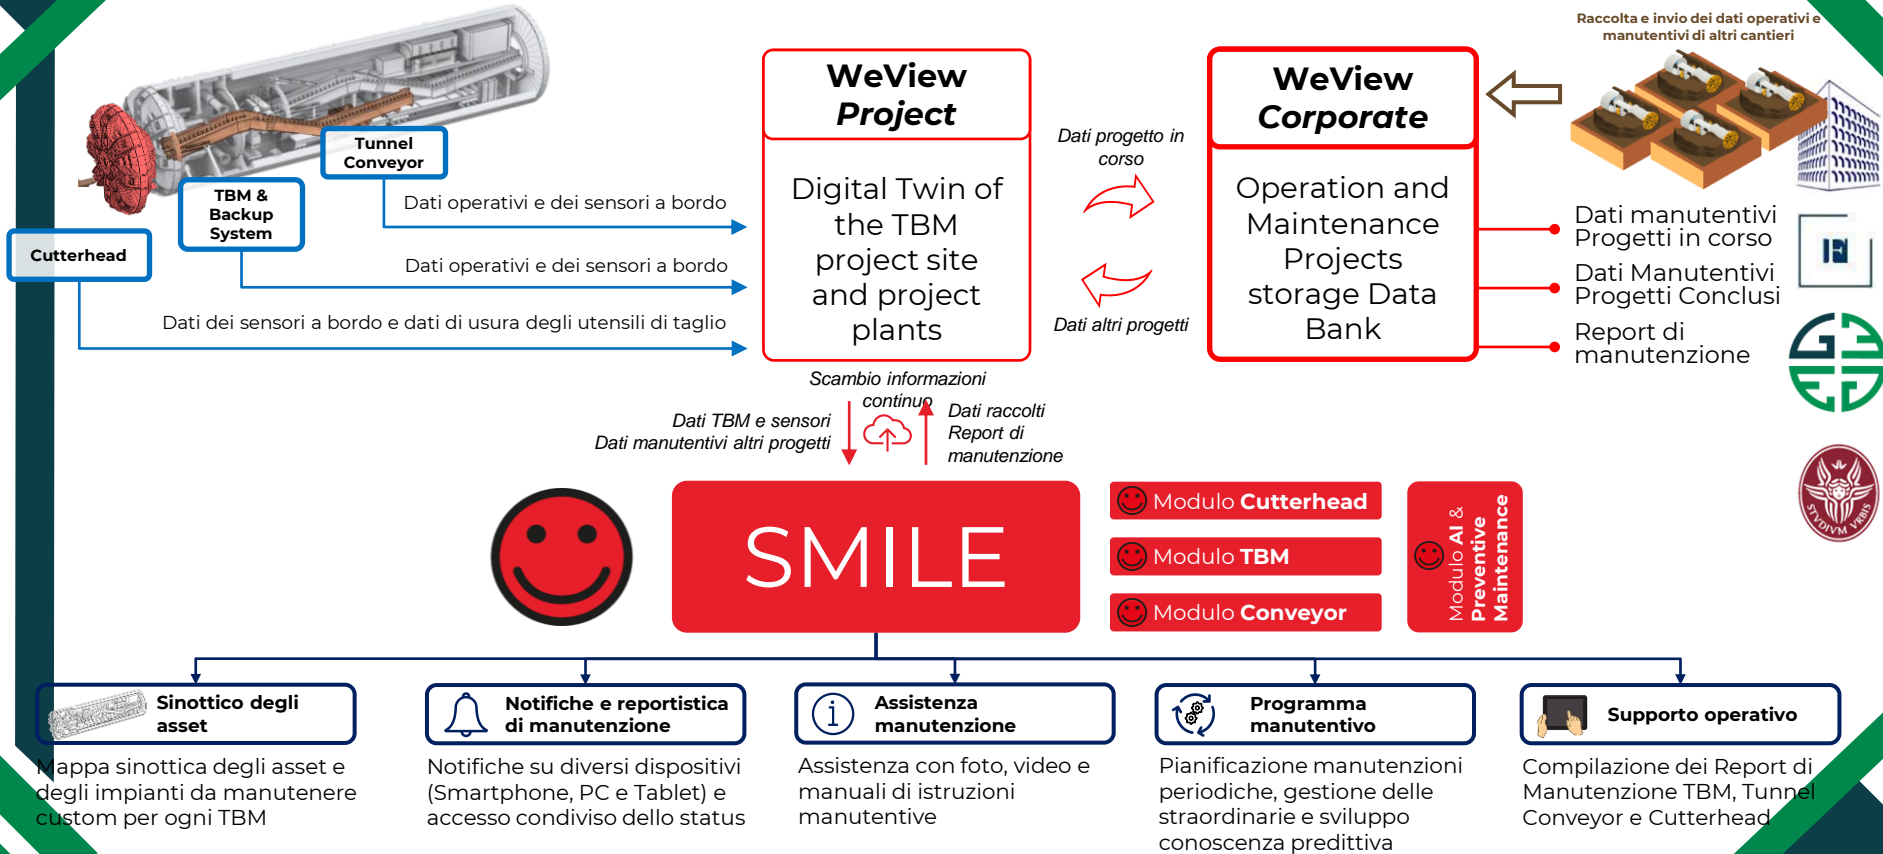 Raccolta e invio dei dati operativi e
manutentivi di altri cantieri
WeView
Project
Digital Twin of
the TBM
project site
and project
plants
WeView
Corporate
Operation and
Maintenance
Projects
storage Data
Bank
Tunnel
Conveyor
TBM &
Backup
System
Cutterhead
Dati operativi e dei sensori a bordo
Dati operativi e dei sensori a bordo
Dati dei sensori a bordo e dati di usura degli utensili di taglio
Dati progetto in
corso
Dati altri progetti
Dati manutentivi
Progetti in corso
Dati Manutentivi
Progetti Conclusi
Report di
manutenzione
Scambio informazioni
continuo
Dati TBM e sensori
Dati manutentivi altri progetti
Dati raccolti
Report di
manutenzione
STVDIVM VRBIS
SMILE
Modulo Cutterhead
Modulo TBM
Modulo Conveyor
Modulo AI &
Preventive
Maintenance
Sinottico degli
asset
Mappa sinottica degli asset e
degli impianti da manutenere
custom per ogni TBM
Notifiche e reportistica
di manutenzione
Notifiche su diversi dispositivi
(Smartphone, PC e Tablet) e
accesso condiviso dello status
i
Assistenza
manutenzione
Assistenza con foto, video e
manuali di istruzioni
manutentive
Programma
manutentivo
Pianificazione manutenzioni
periodiche, gestione delle
straordinarie e sviluppo
conoscenza predittiva
Supporto operativo
Compilazione dei Report di
Manutenzione TBM, Tunnel
Conveyor e Cutterhead